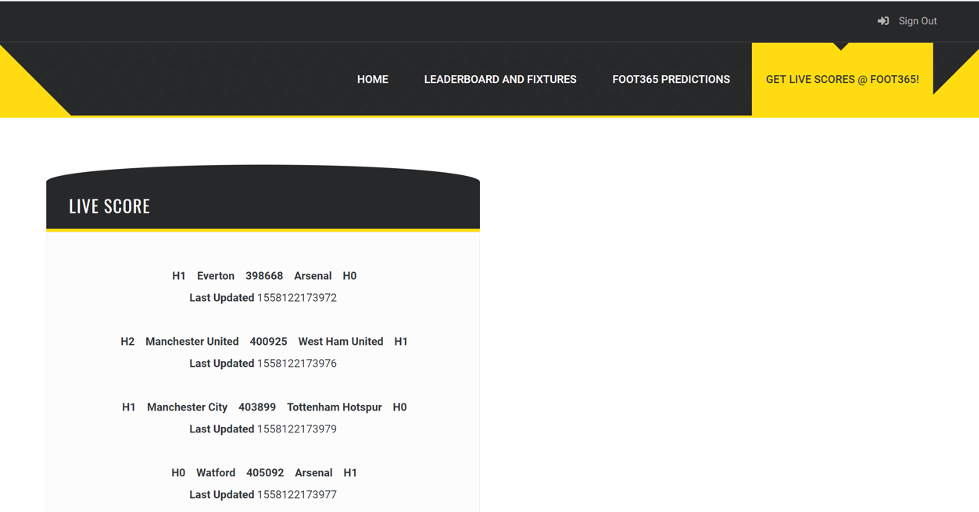 Sign Out
HOME LEADERBOARD AND FIXTURES FOOT365 PREDICTIONS GET LIVE SCORES @ FOOT365!
LIVE SCORE
H1 Everton 398668 Arsenal H0
Last Updated 1558122173972
H2 Manchester United 400925 West Ham United H1
Last Updated 1558122173976
H1 Manchester City 403899 Tottenham Hotspur H0
Last Updated 1558122173979
H0 Watford 405092 Arsenal H1
Last Updated 1558122173977